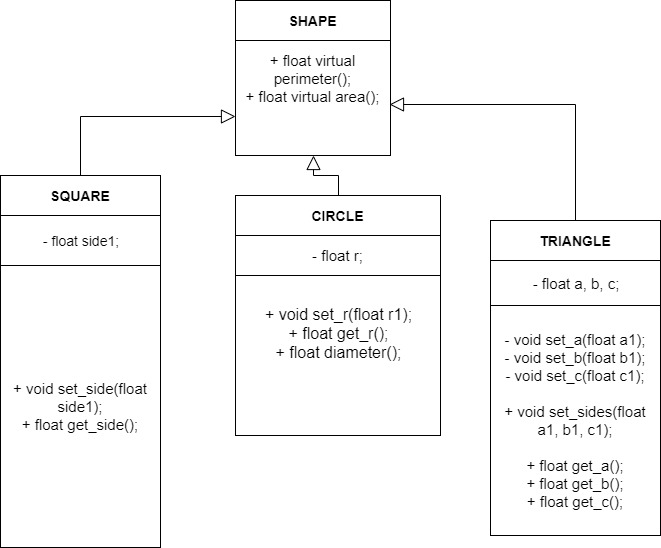 SHAPE
+ float virtual
perimeter();
+ float virtual area();
SQUARE
- float side1;
+ void set_side(float
side1);
+ float get_side();
CIRCLE
- float r;
+ void set_r(float r1);
+ float get_r();
+ float diameter();
TRIANGLE
- float a, b, c;
- void set_a(float a1);
- void set_b(float b1);
- void set_c(float c1);
+ void set_sides(float
a1, b1, c1);
+ float get_a();
+ float get_b();
+ float get_c();